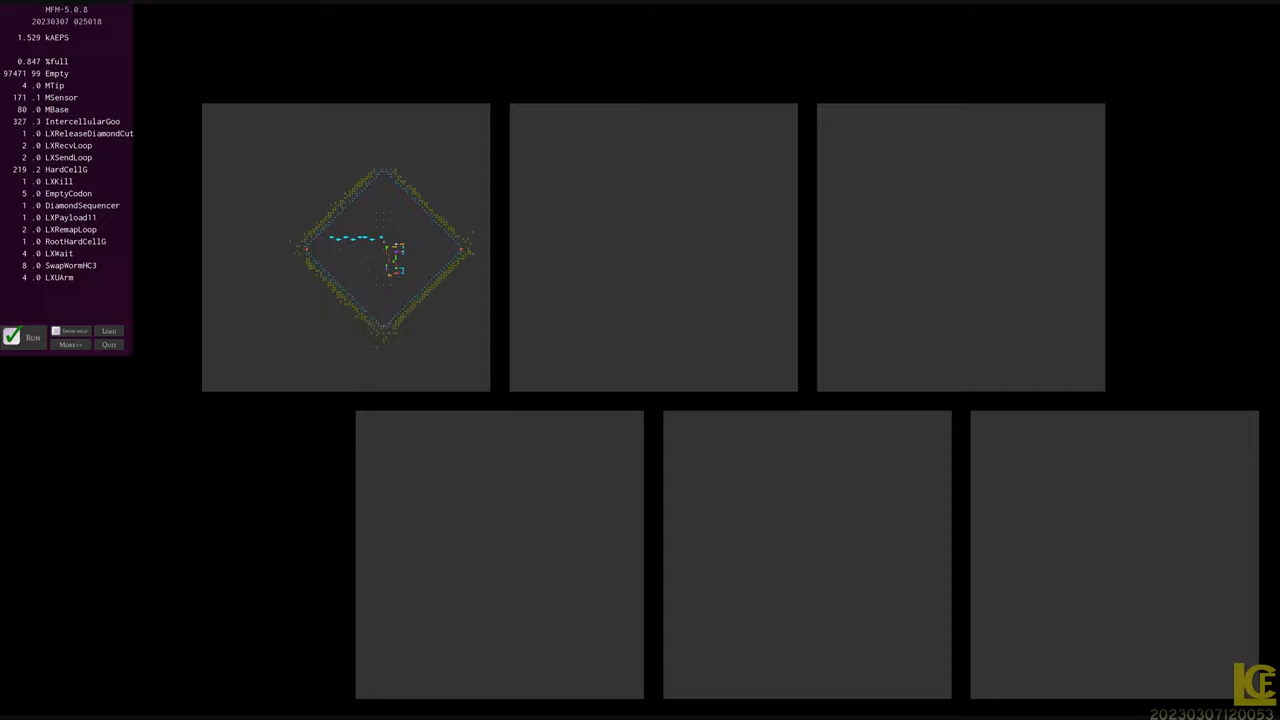 MFM-5.0.8
20230307 025018
1.529 kAEPS
0.847 %full
97471 99 Empty
4 .0 MTip
171 .1 MSensor
80 .0 MBase
327 .3 IntercellularGoo
1 .0 LXReleaseDiamondCut
2 .0 LXRecvLoop
2 .0 LXSendLoop
219 .2 HardCellG
1 .0 LXKill
5 .0 EmptyCodon
1 .0 DiamondSequencer
1 .0 LXPayload11
2 .0 LXRemapLoop
1 .0 RootHardCellG
4 .0 LXWait
8 .0 SwapWormHC3
4 .0 LXUArm
Run
Show help
Load
More>>
Quit
20230307120053